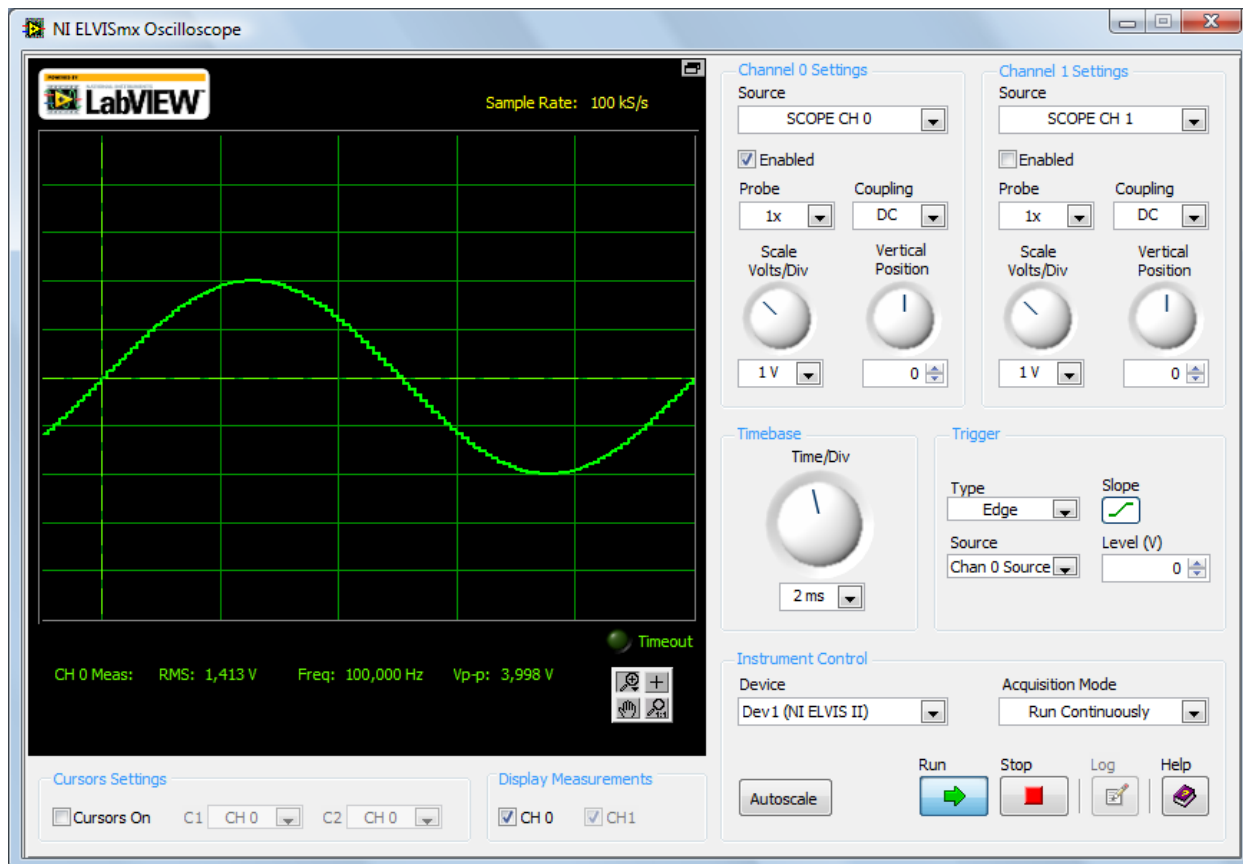 NI ELVISmx Oscilloscope
POWERED BY
NATIONAL INSTRUMENTS
LabVIEW™
Sample Rate: 100 kS/s
Timeout
CH 0 Meas: RMS: 1,413 V Freq: 100,000 Hz Vp-p: 3,998 V
Cursors Settings
Cursors On C1 CH 0 C2 CH 0
Display Measurements
CH 0 CH1
Channel 0 Settings
Source
SCOPE CH 0
Enabled
Probe Coupling
1x DC
Scale Vertical
Volts/Div Position
1 V 0
Channel 1 Settings
Source
SCOPE CH 1
Enabled
Probe Coupling
1x DC
Scale Vertical
Volts/Div Position
1 V 0
Timebase
Time/Div
2 ms
Trigger
Type Slope
Edge
Source Level (V)
Chan 0 Source 0
Instrument Control
Device Acquisition Mode
Dev1 (NI ELVIS II) Run Continuously
Run Stop Log Help
Autoscale